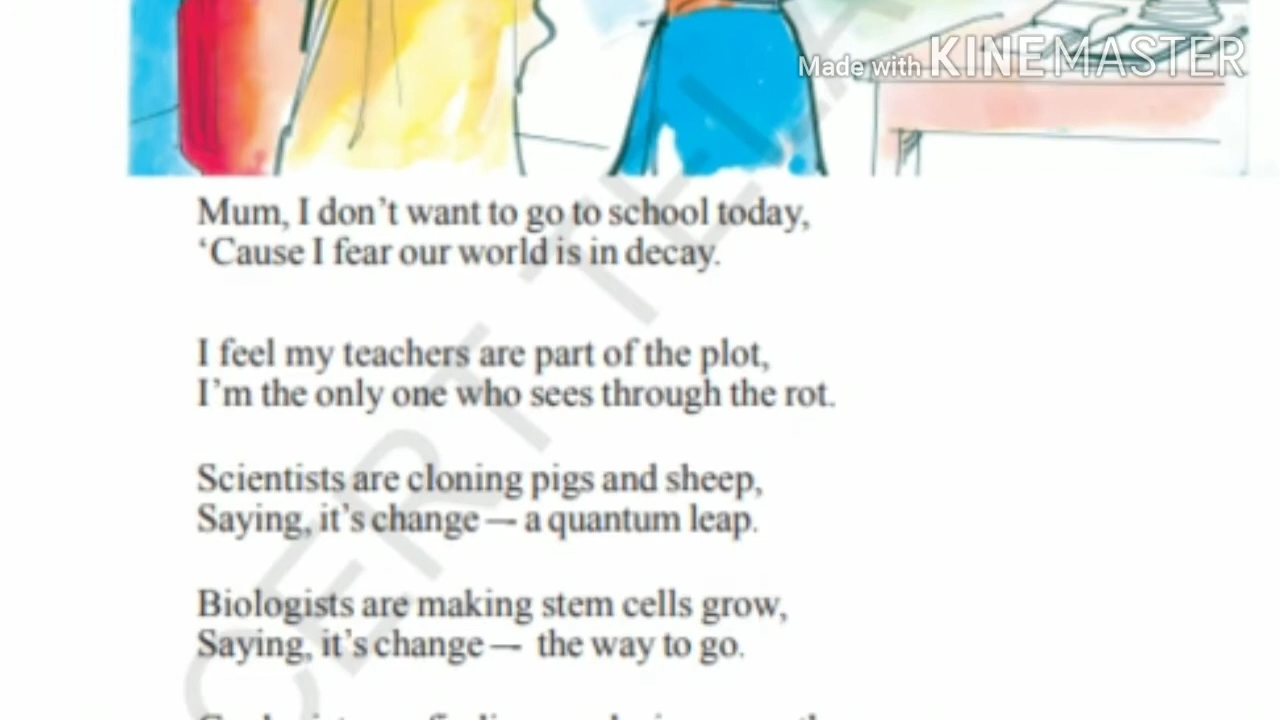 Made with KINEMASTER
Mum, I don't want to go to school today,
‘Cause I fear our world is in decay.
I feel my teachers are part of the plot,
I'm the only one who sees through the rot.
Scientists are cloning pigs and sheep,
Saying, it's change — a quantum leap.
Biologists are making stem cells grow,
Saying, it's change — the way to go.